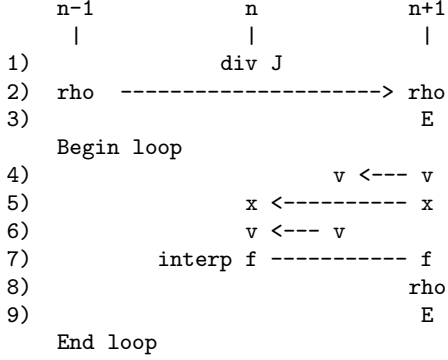 n-1 n n+1
| | |
1) div J
2) rho ---------------------> rho
3) E
Begin loop
4) v <--- v
5) x <---------- x
6) v <--- v
7) interp f ----------- f
8) rho
9) E
End loop